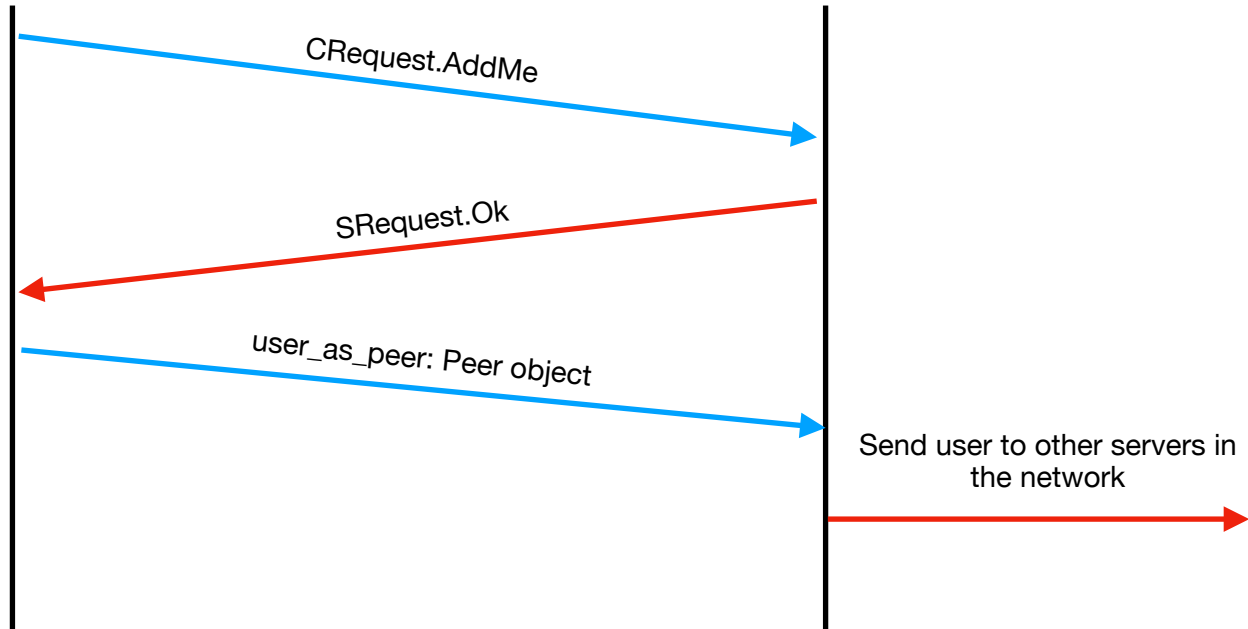 CRequest.AddMe
SRequest.Ok
user_as_peer: Peer object
Send user to other servers in
the network